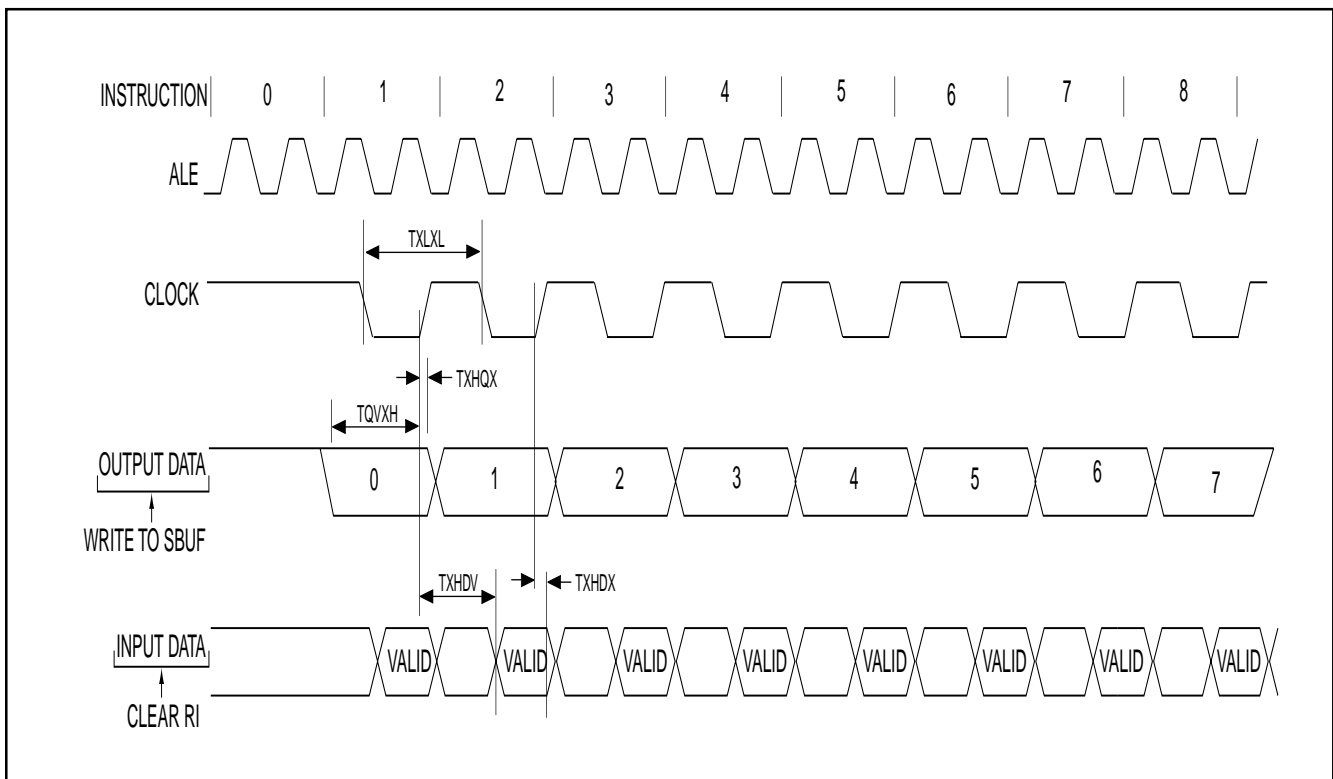 INSTRUCTION 0 1 2 3 4 5 6 7 8
ALE
TXLXL
CLOCK
TXHQX
TQVXH
OUTPUT DATA 0 1 2 3 4 5 6 7
WRITE TO SBUF
TXHDV TXHDX
INPUT DATA VALID VALID VALID VALID VALID VALID VALID VALID
CLEAR RI